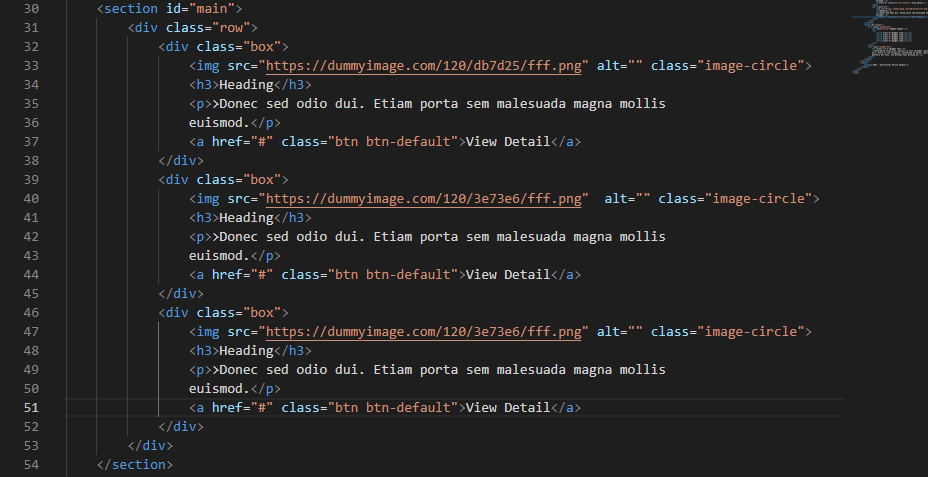 30 <section id="main">
31 <div class="row">
32 <div class="box">
33 <img src="https://dummyimage.com/120/db7d25/fff.png" alt="" class="image-circle">
34 <h3>Heading</h3>
35 <p>>Donec sed odio dui. Etiam porta sem malesuada magna mollis
36 euismod.</p>
37 <a href="#" class="btn btn-default">View Detail</a>
38 </div>
39 <div class="box">
40 <img src="https://dummyimage.com/120/3e73e6/fff.png"  alt="" class="image-circle">
41 <h3>Heading</h3>
42 <p>>Donec sed odio dui. Etiam porta sem malesuada magna mollis
43 euismod.</p>
44 <a href="#" class="btn btn-default">View Detail</a>
45 </div>
46 <div class="box">
47 <img src="https://dummyimage.com/120/3e73e6/fff.png" alt="" class="image-circle">
48 <h3>Heading</h3>
49 <p>>Donec sed odio dui. Etiam porta sem malesuada magna mollis
50 euismod.</p>
51 <a href="#" class="btn btn-default">View Detail</a>
52 </div>
53 </div>
54 </section>